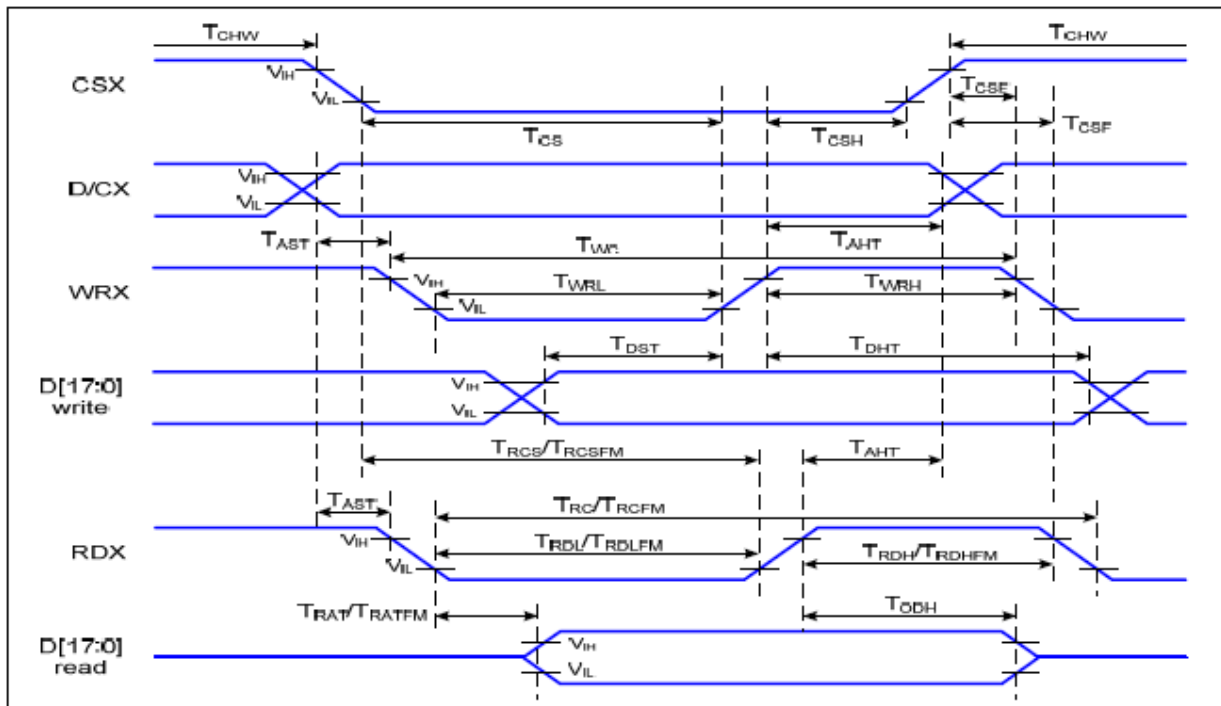 TCHW
TCHW
CSX
VIH
VIL
TCSF
TCS
TCSH
TCSF
D/CX
VIH
VIL
TAST
TWC
TAHT
WRX
VIH
VIL
TWRL
TWRH
TDST
TDHT
D[17:0]
write
VIH
VIL
TRCS/TRCSFM
TAHT
TAST
TRC/TRCFM
RDX
VIH
VIL
TRDL/TRDLFM
TRDH/TRDHFM
TRAT/TRATFM
TODH
D[17:0]
read
VIH
VIL